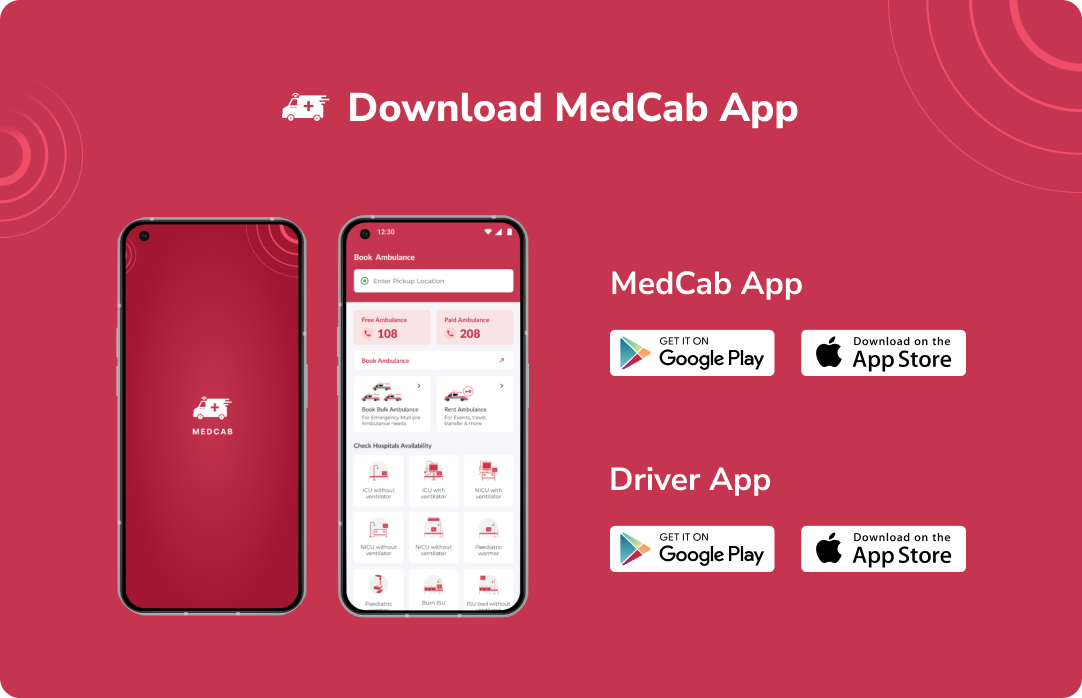 Download MedCab App
MEDCAB
12:30
Book Ambulance
Enter Pickup Location
Free Ambulance
108
Paid Ambulance
208
Book Ambulance
Book Bulk Ambulance
For Emergency Multiple
Ambulance needs
Rent Ambulance
For Events, travel,
transfer & more
Check Hospitals Availability
ICU without
ventilator
ICU with
ventilator
NICU with
ventilator
NICU without
ventilator
NICU without
ventilator
Paediatric
warmer
Paediatric
Burn ISU
ISU bed without
MedCab App
GET IT ON
Google Play
Download on the
App Store
Driver App
GET IT ON
Google Play
Download on the
App Store